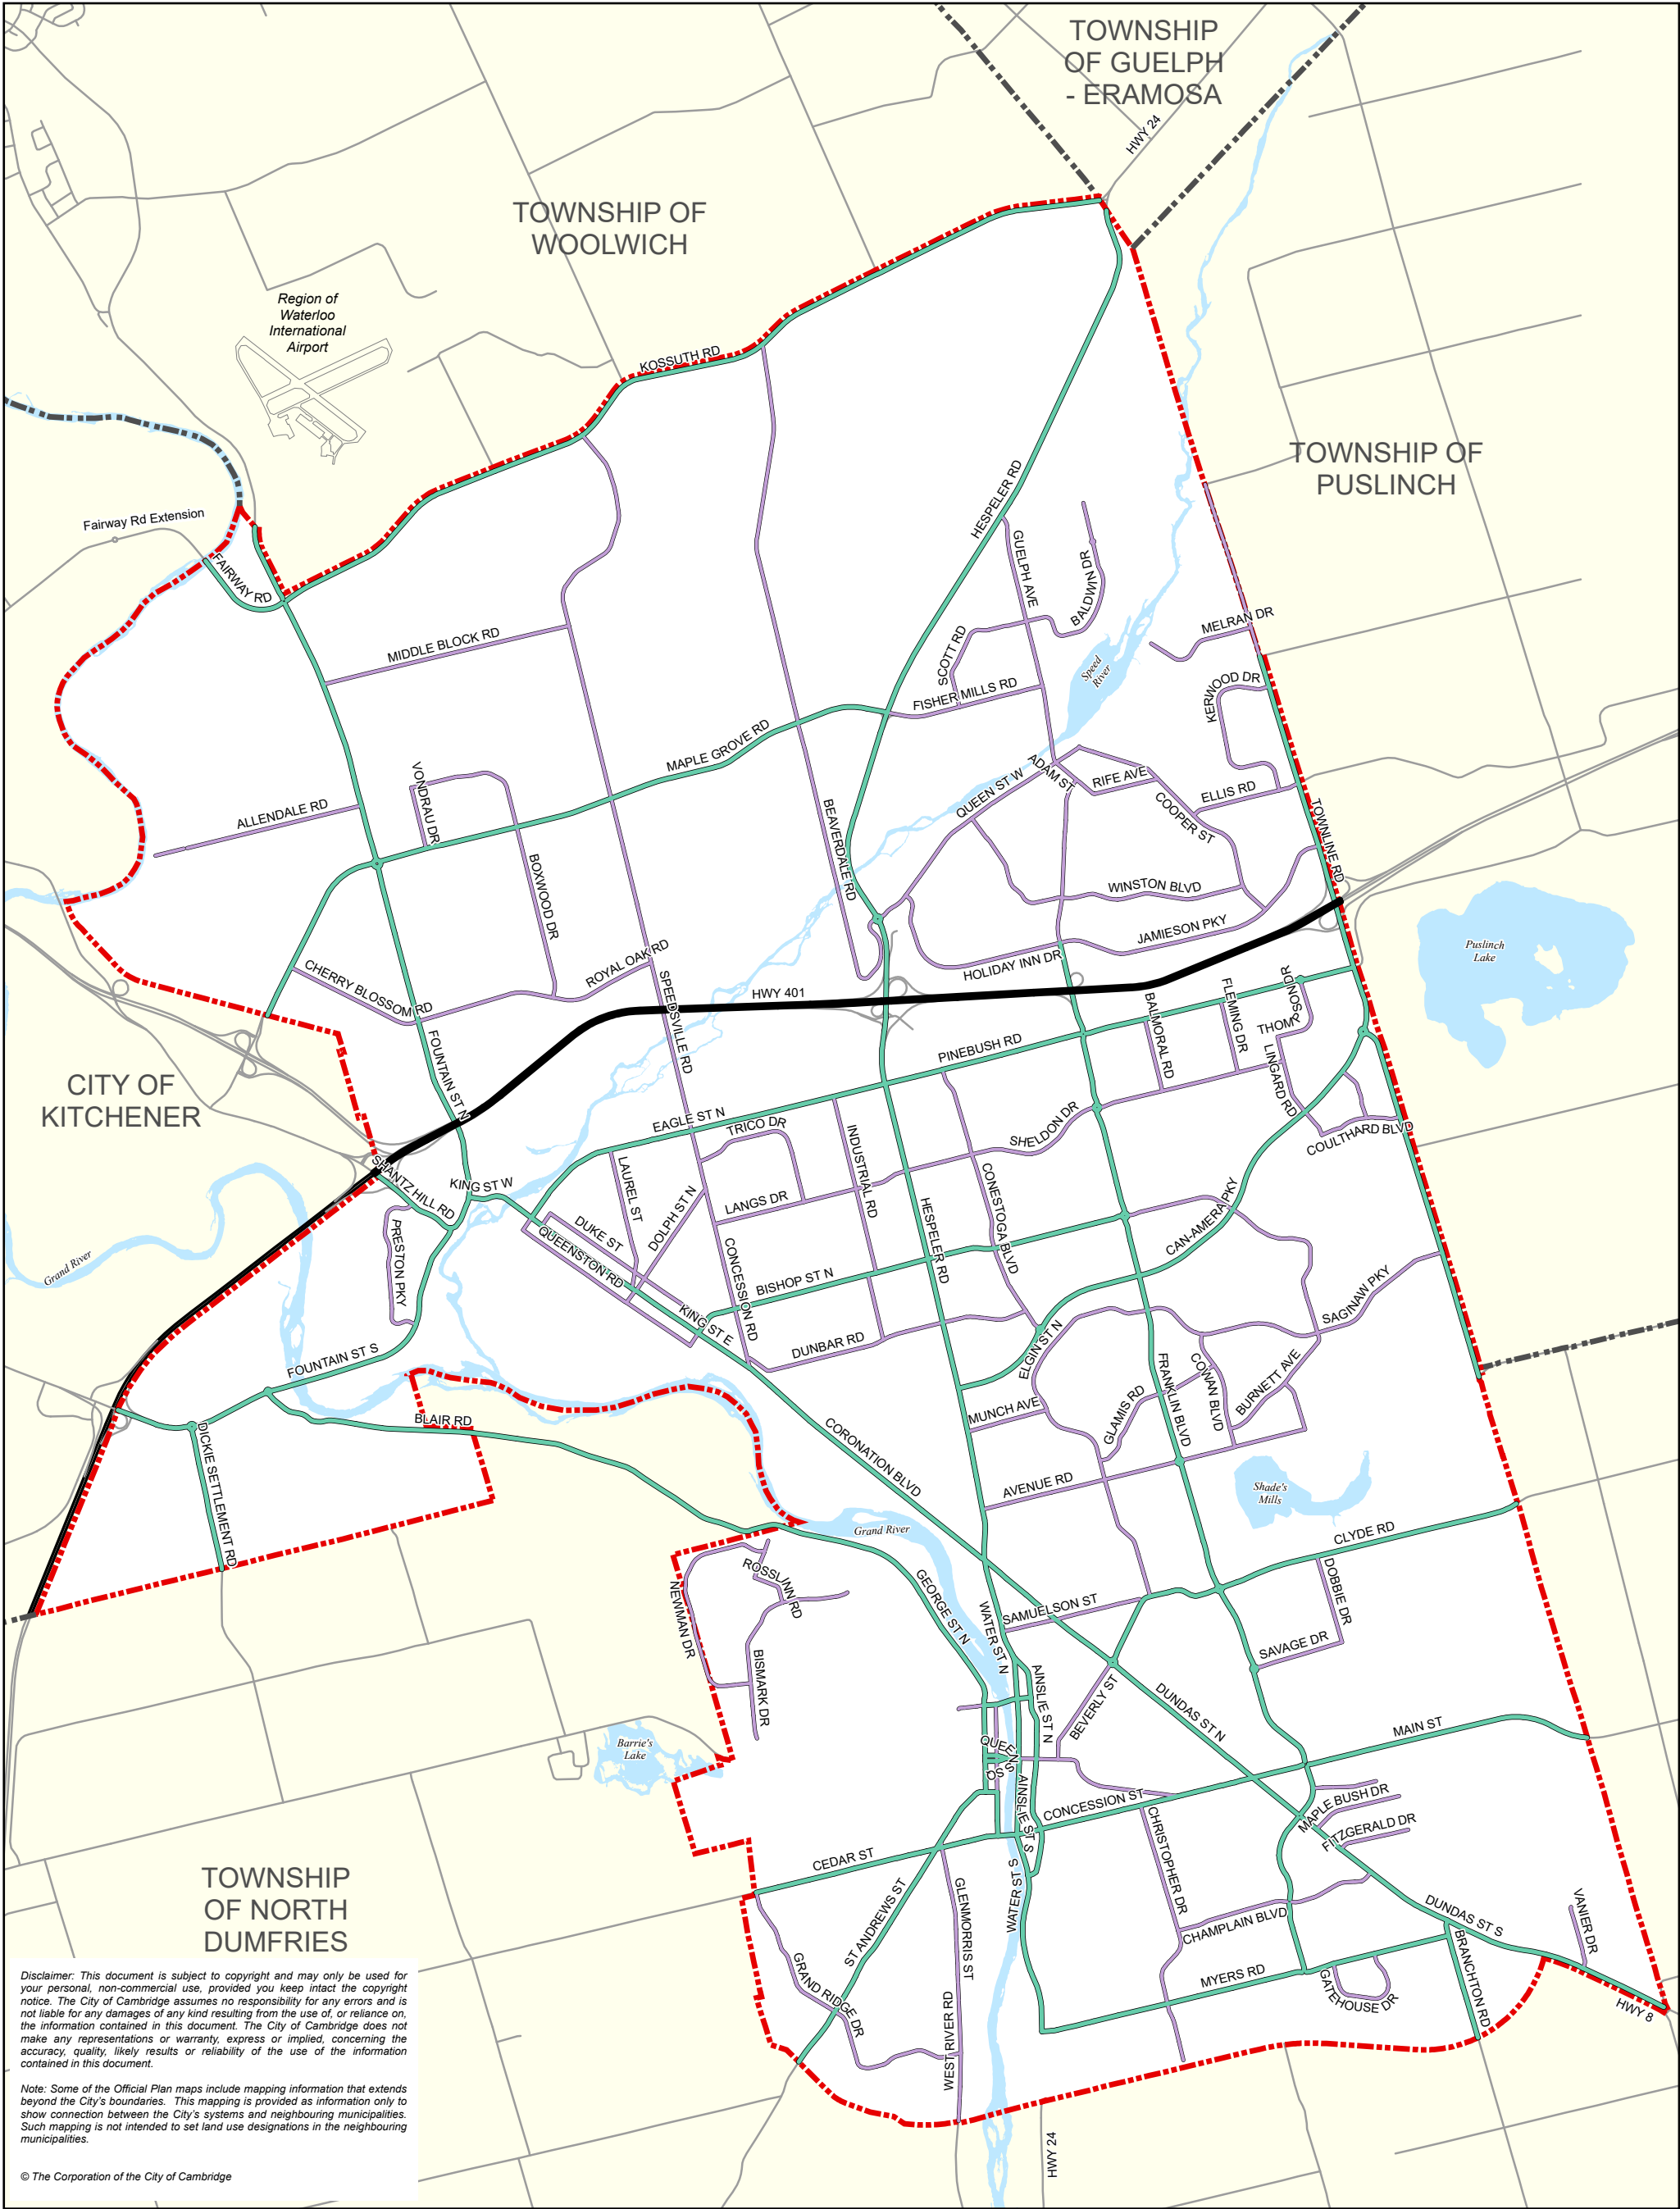 TOWNSHIP
OF GUELPH
- ERAMOSA
HWY 24
TOWNSHIP OF
WOOLWICH
Region of
Waterloo
International
Airport
KOSSUTH RD
TOWNSHIP OF
PUSLINCH
HESPELER RD
Fairway Rd Extension
FAIRWAY RD
GUELPH AVE
BALDWIN DR
MELRAN DR
MIDDLE BLOCK RD
SCOTT RD
Speed
River
FISHER MILLS RD
KERWOOD DR
MAPLE GROVE RD
VONDRAU DR
ALLENDALE RD
BEAVERDALE RD
QUEEN ST W
ADAM ST
RIFE AVE
COOPER ST
ELLIS RD
TOWNLINE RD
BOXWOOD DR
WINSTON BLVD
JAMIESON PKY
Puslinch
Lake
CHERRY BLOSSOM RD
ROYAL OAK RD
SPEEDSVILLE RD
HOLIDAY INN DR
HWY 401
FOUNTAIN ST N
PINEBUSH RD
BALMORAL RD
FLEMING DR
THOMPSON DR
LINGARD RD
CITY OF
KITCHENER
EAGLE ST N
TRICO DR
INDUSTRIAL RD
SHELDON DR
COULTHARD BLVD
SHANTZ HILL RD
KING ST W
LAUREL ST
DOLPH ST N
LANGS DR
CONESTOGA BLVD
HESPELER RD
CAN-AMERA PKY
PRESTON PKY
DUKE ST
QUEENSTON RD
CONCESSION RD
BISHOP ST N
Grand River
KING ST E
DUNBAR RD
SAGINAW PKY
FOUNTAIN ST S
ELGIN ST N
FRANKLIN BLVD
COWAN BLVD
BURNETT AVE
BLAIR RD
DICKIE SETTLEMENT RD
MUNCH AVE
GLAMIS RD
CORONATION BLVD
AVENUE RD
Shade's
Mills
Grand River
CLYDE RD
ROSSLINN RD
NEWMAN DR
GEORGE ST N
WATER ST N
SAMUELSON ST
DOBBIE DR
BISMARK DR
SAVAGE DR
AINSLIE ST N
BEVERLY ST
DUNDAS ST N
MAIN ST
Barrie's
Lake
AINSLIE ST S
CONCESSION ST
MAPLE BUSH DR
FITZGERALD DR
CHRISTOPHER DR
CEDAR ST
TOWNSHIP
OF NORTH
DUMFRIES
ST ANDREWS ST
GLENMORRIS ST
WATER ST S
CHAMPLAIN BLVD
DUNDAS ST S
VANIER DR
BRANCHTON RD
GRAND RIDGE DR
MYERS RD
GATEHOUSE DR
WEST RIVER RD
HWY 8
HWY 24
Disclaimer: This document is subject to copyright and may only be used for
your personal, non-commercial use, provided you keep intact the copyright
notice. The City of Cambridge assumes no responsibility for any errors and is
not liable for any damages of any kind resulting from the use of, or reliance on,
the information contained in this document. The City of Cambridge does not
make any representations or warranty, express or implied, concerning the
accuracy, quality, likely results or reliability of the use of the information
contained in this document.
Note: Some of the Official Plan maps include mapping information that extends
beyond the City's boundaries. This mapping is provided as information only to
show connection between the City's systems and neighbouring municipalities.
Such mapping is not intended to set land use designations in the neighbouring
municipalities.
© The Corporation of the City of Cambridge